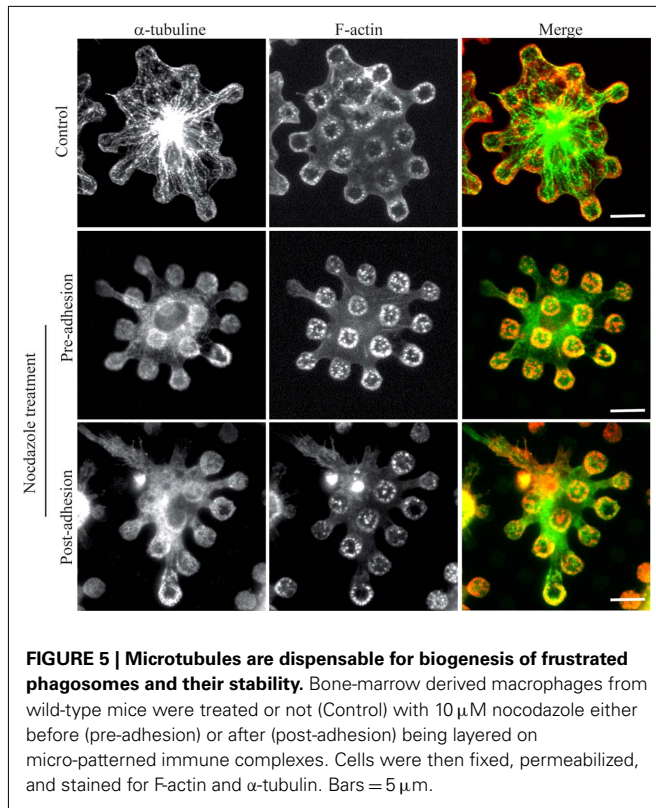 α-tubuline F-actin Merge
Control
Pre-adhesion
Nocdazole treatment
Post-adhesion
FIGURE 5 | Microtubules are dispensable for biogenesis of frustrated
phagosomes and their stability. Bone-marrow derived macrophages from
wild-type mice were treated or not (Control) with 10 μM nocodazole either
before (pre-adhesion) or after (post-adhesion) being layered on
micro-patterned immune complexes. Cells were then fixed, permeabilized,
and stained for F-actin and α-tubulin. Bars = 5 μm.